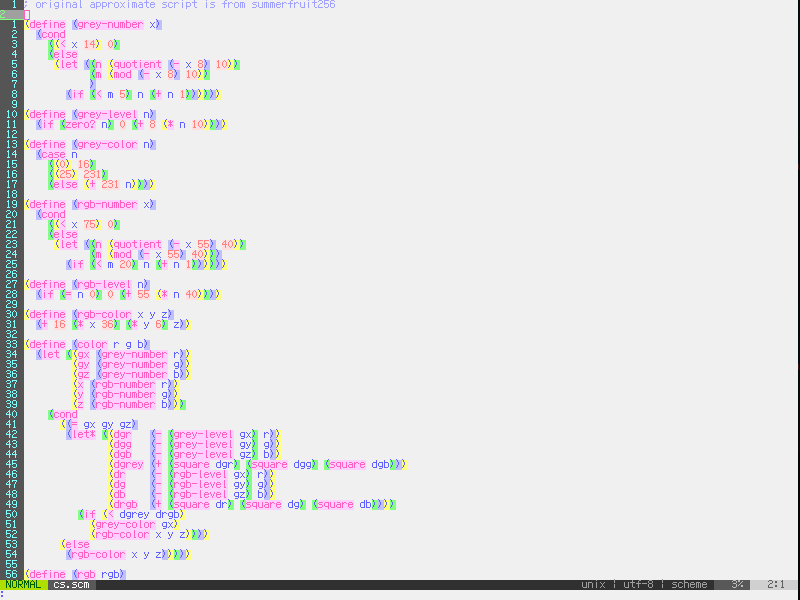 1 ; original approximate script is from summerfruit256
2
1 (define (grey-number x)
2   (cond
3     ((< x 14) 0)
4     (else
5      (let ((n (quotient (- x 8) 10))
6            (m (mod (- x 8) 10))
7            )
8        (if (< m 5) n (+ n 1))))))
9
10 (define (grey-level n)
11   (if (zero? n) 0 (+ 8 (* n 10))))
12
13 (define (grey-color n)
14   (case n
15     ((0) 16)
16     ((25) 231)
17     (else (+ 231 n))))
18
19 (define (rgb-number x)
20   (cond
21     ((< x 75) 0)
22     (else
23      (let ((n (quotient (- x 55) 40))
24            (m (mod (- x 55) 40)))
25        (if (< m 20) n (+ n 1))))))
26
27 (define (rgb-level n)
28   (if (= n 0) 0 (+ 55 (* n 40))))
29
30 (define (rgb-color x y z)
31   (+ 16 (* x 36) (* y 6) z))
32
33 (define (color r g b)
34   (let ((gx (grey-number r))
35         (gy (grey-number g))
36         (gz (grey-number b))
37         (x (rgb-number r))
38         (y (rgb-number g))
39         (z (rgb-number b)))
40     (cond
41       ((= gx gy gz)
42        (let* ((dgr   (- (grey-level gx) r))
43               (dgg   (- (grey-level gy) g))
44               (dgb   (- (grey-level gz) b))
45               (dgrey (+ (square dgr) (square dgg) (square dgb)))
46               (dr    (- (rgb-level gx) r))
47               (dg    (- (rgb-level gy) g))
48               (db    (- (rgb-level gz) b))
49               (drgb  (+ (square dr) (square dg) (square db))))
50          (if (< dgrey drgb)
51            (grey-color gx)
52            (rgb-color x y z))))
53       (else
54        (rgb-color x y z)))))
55
56 (define (rgb rgb)
NORMAL cs.scm unix | utf-8 | scheme 3% 2:1
: